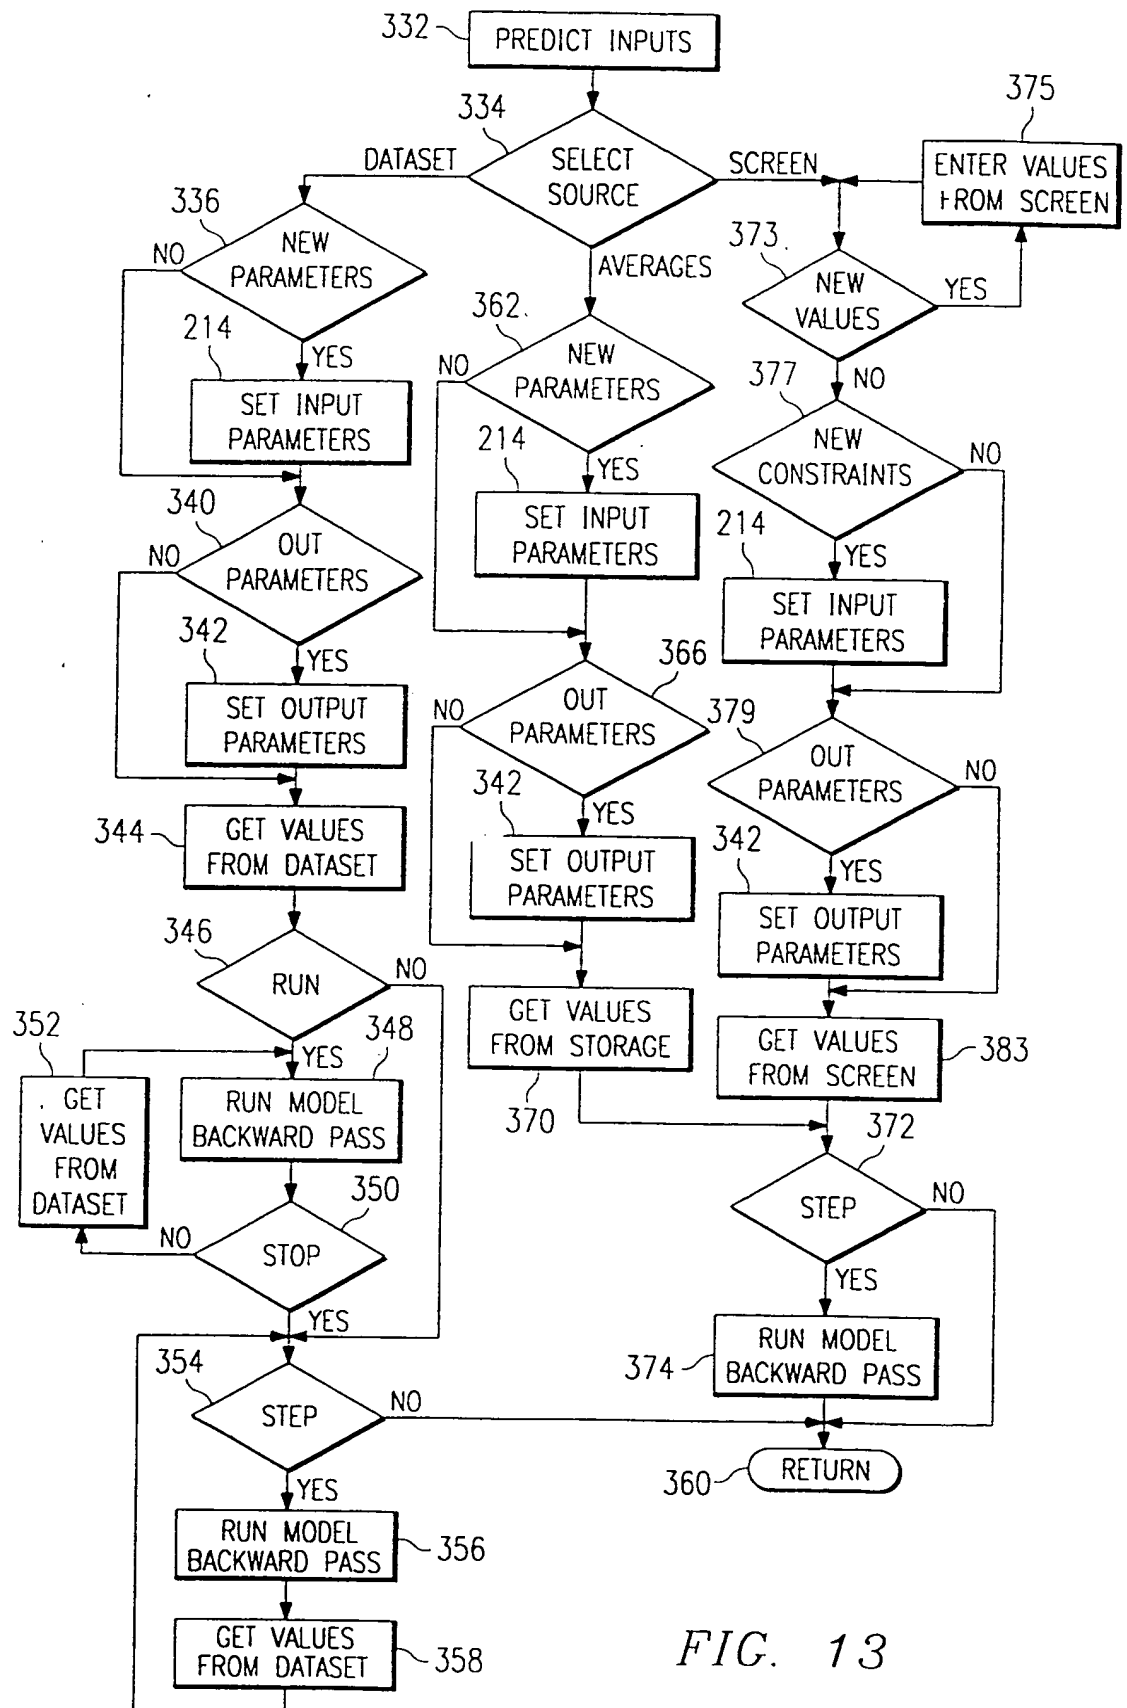 332
PREDICT INPUTS
334
SELECT
SOURCE
DATASET
SCREEN
AVERAGES
375
ENTER VALUES
FROM SCREEN
336
NEW
PARAMETERS
NO
YES
214
SET INPUT
PARAMETERS
340
OUT
PARAMETERS
NO
YES
342
SET OUTPUT
PARAMETERS
344
GET VALUES
FROM DATASET
346
RUN
NO
YES
352
GET
VALUES
FROM
DATASET
348
RUN MODEL
BACKWARD PASS
350
STOP
NO
YES
354
STEP
NO
YES
RUN MODEL
BACKWARD PASS
356
GET VALUES
FROM DATASET
358
362
NEW
PARAMETERS
NO
YES
214
SET INPUT
PARAMETERS
366
OUT
PARAMETERS
NO
YES
342
SET OUTPUT
PARAMETERS
GET VALUES
FROM STORAGE
370
373
NEW
VALUES
YES
NO
377
NEW
CONSTRAINTS
NO
YES
214
SET INPUT
PARAMETERS
379
OUT
PARAMETERS
NO
YES
342
SET OUTPUT
PARAMETERS
GET VALUES
FROM SCREEN
383
372
STEP
NO
YES
374
RUN MODEL
BACKWARD PASS
360
RETURN
FIG. 13